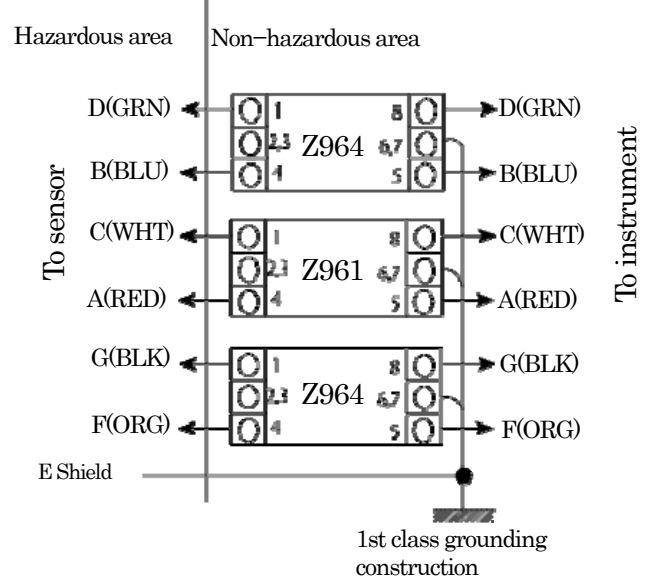 Hazardous area
Non-hazardous area
D(GRN)
1
8
D(GRN)
2,3
Z964
6,7
B(BLU)
4
5
B(BLU)
To sensor
To instrument
C(WHT)
1
8
C(WHT)
2,3
Z961
6,7
A(RED)
4
5
A(RED)
G(BLK)
1
8
G(BLK)
2,3
Z964
6,7
F(ORG)
4
5
F(ORG)
E Shield
1st class grounding
construction